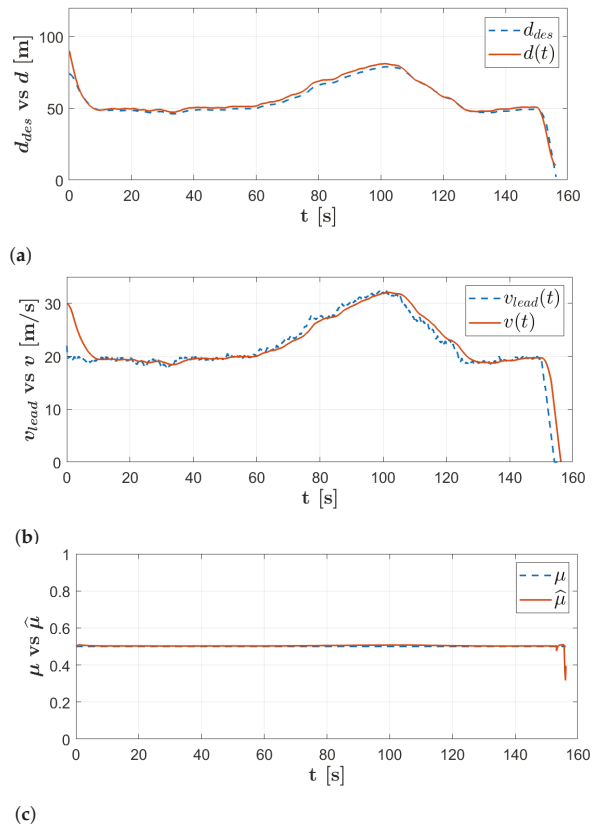 100
50
0
0 20 40 60 80 100 120 140 160
d_des vs d [m]
t [s]
d_des
d(t)
(a)
30
20
10
0
0 20 40 60 80 100 120 140 160
v_lead vs v [m/s]
t [s]
v_lead(t)
v(t)
(b)
1
0.8
0.6
0.4
0.2
0
0 20 40 60 80 100 120 140 160
μ vs μ̂
t [s]
μ
μ̂
(c)